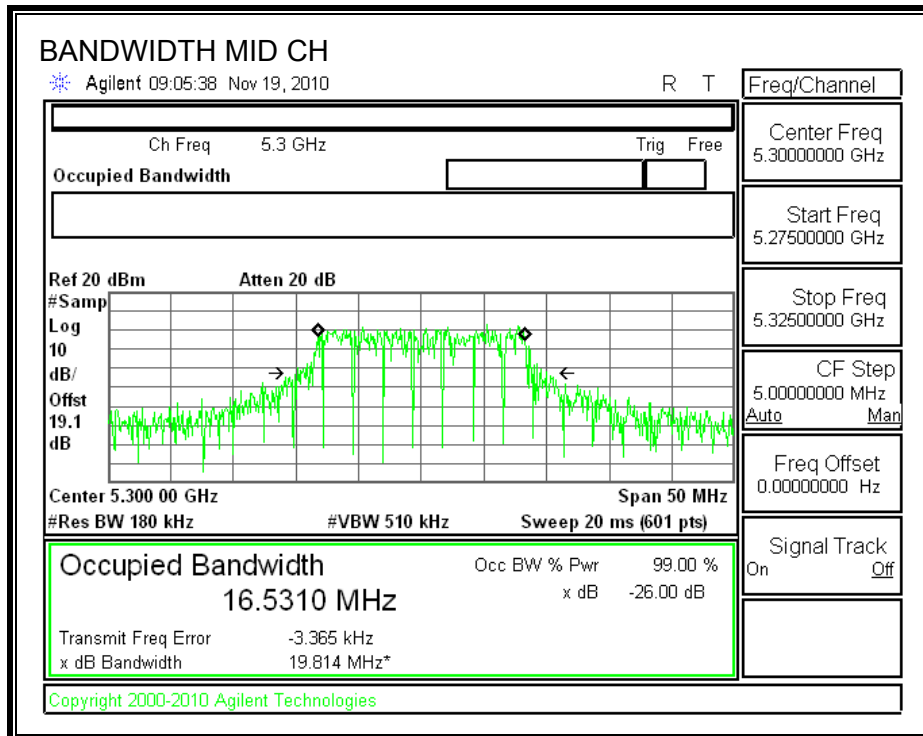 BANDWIDTH MID CH
Agilent 09:05:38 Nov 19, 2010
R T
Freq/Channel
Ch Freq 5.3 GHz
Trig Free
Occupied Bandwidth
Center Freq
5.30000000 GHz
Start Freq
5.27500000 GHz
Stop Freq
5.32500000 GHz
CF Step
5.00000000 MHz
Auto Man
Freq Offset
0.00000000 Hz
Signal Track
On Off
Ref 20 dBm Atten 20 dB
#Samp
Log
10
dB/
Offst
19.1
dB
Center 5.300 00 GHz Span 50 MHz
#Res BW 180 kHz #VBW 510 kHz Sweep 20 ms (601 pts)
Occupied Bandwidth
16.5310 MHz
Occ BW % Pwr 99.00 %
x dB -26.00 dB
Transmit Freq Error -3.365 kHz
x dB Bandwidth 19.814 MHz*
Copyright 2000-2010 Agilent Technologies